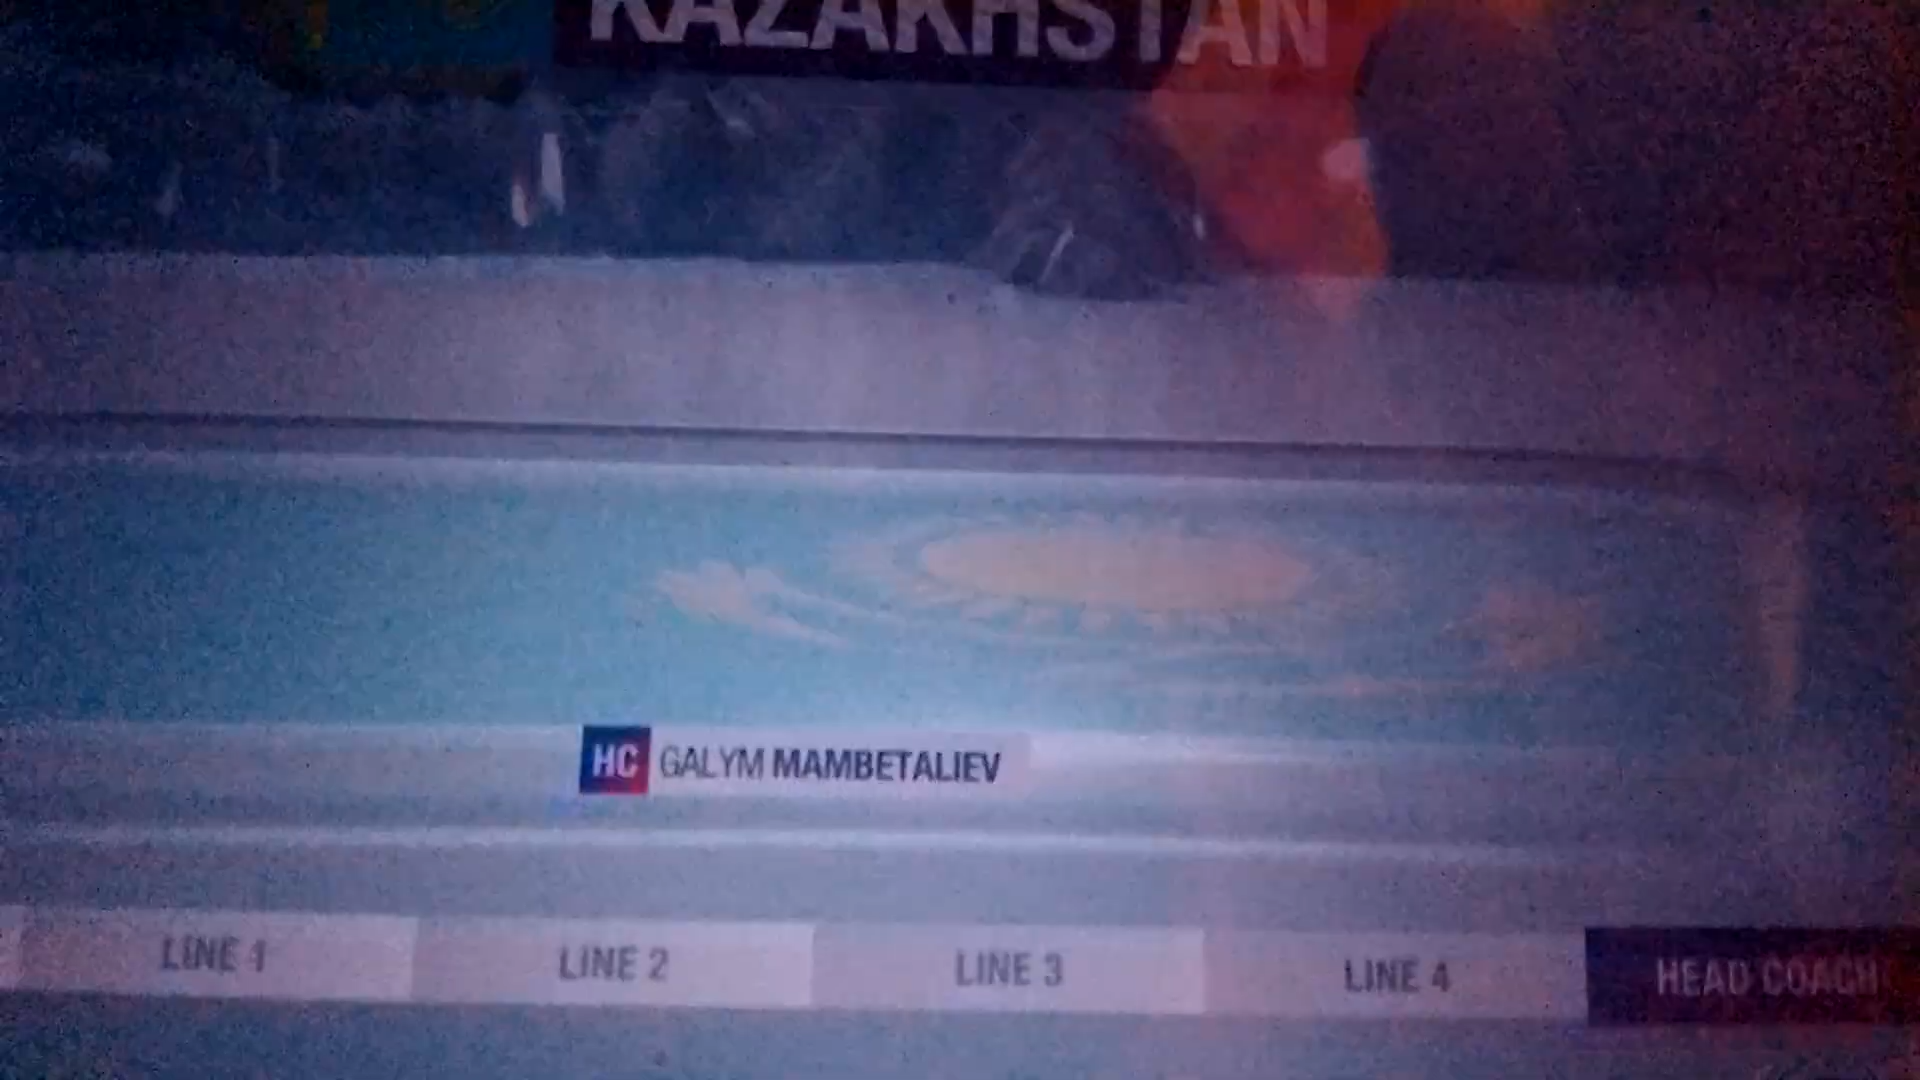 KAZAKHSTAN
HC GALYM MAMBETALIEV
LINE 1 LINE 2 LINE 3 LINE 4 HEAD COACH